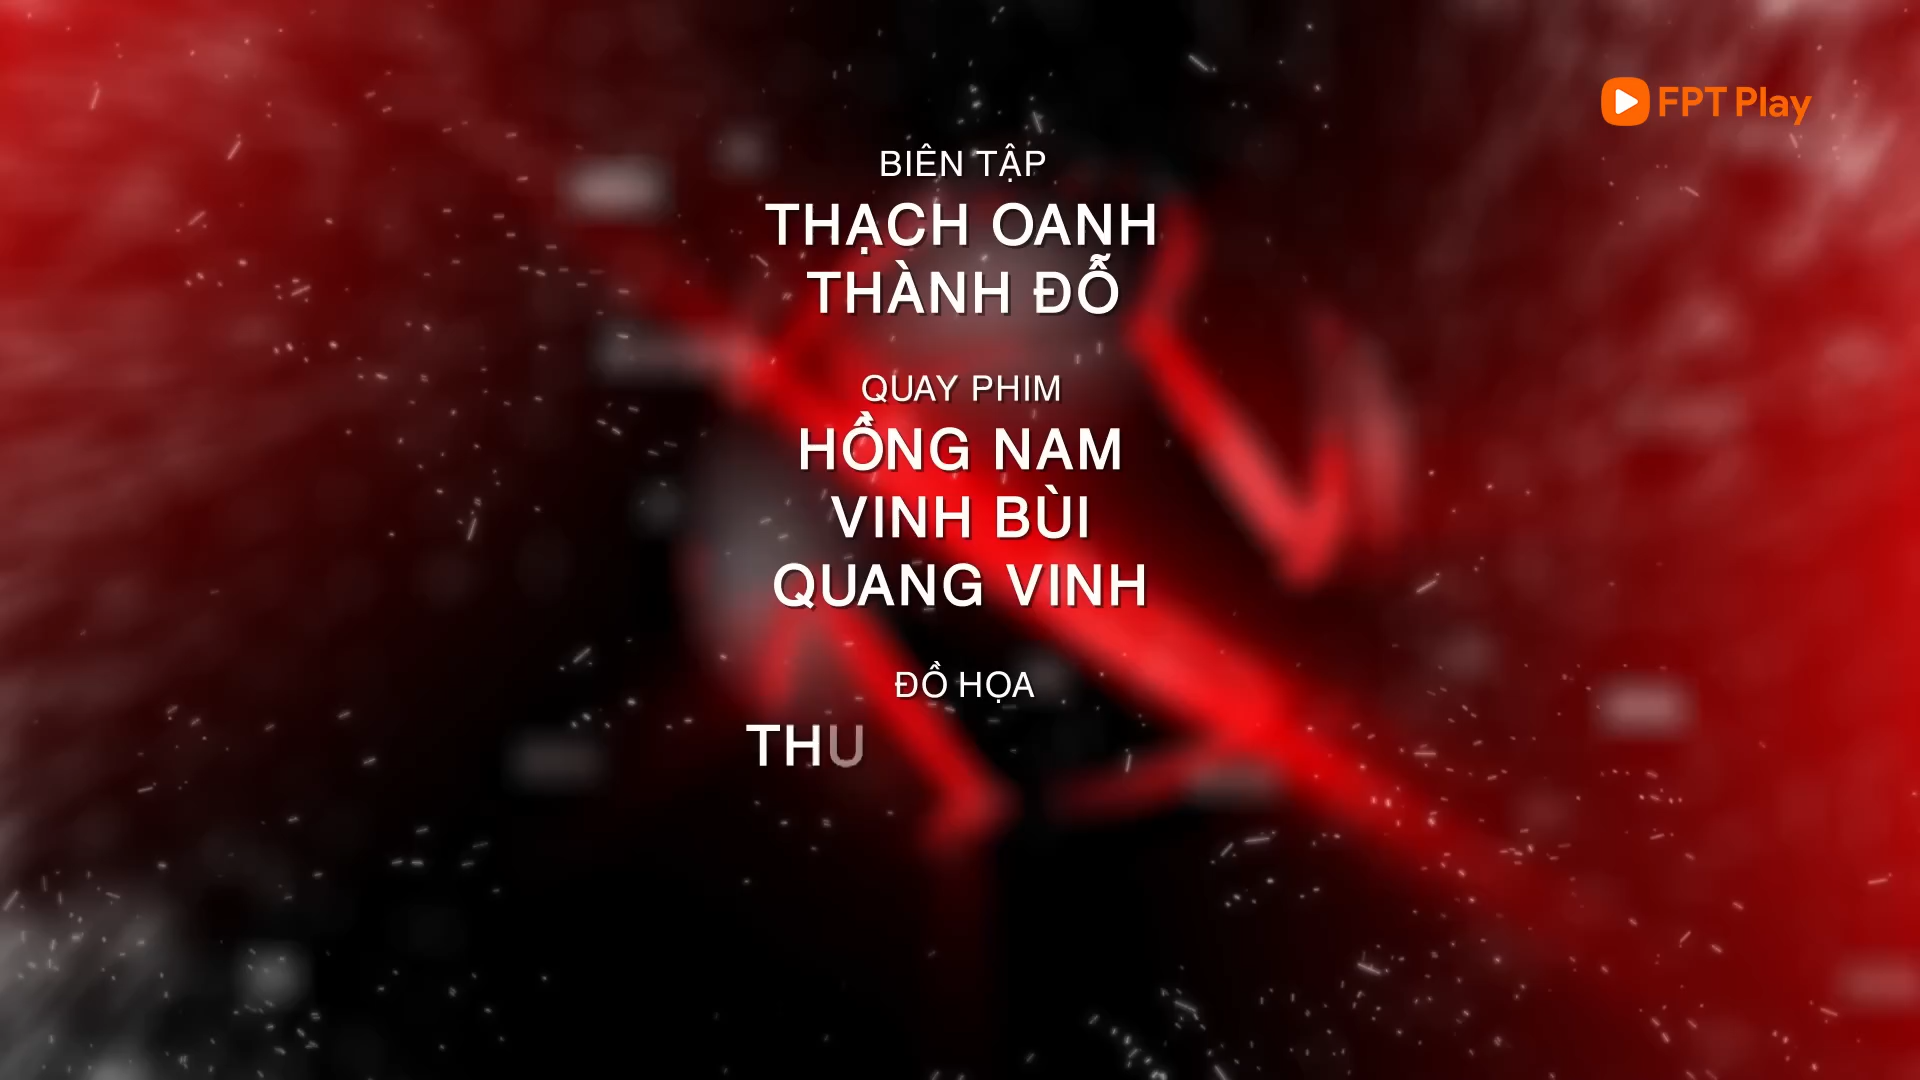 FPT Play
BIÊN TẬP
THẠCH OANH
THÀNH ĐỖ
QUAY PHIM
HỒNG NAM
VINH BÙI
QUANG VINH
ĐỒ HỌA
THU